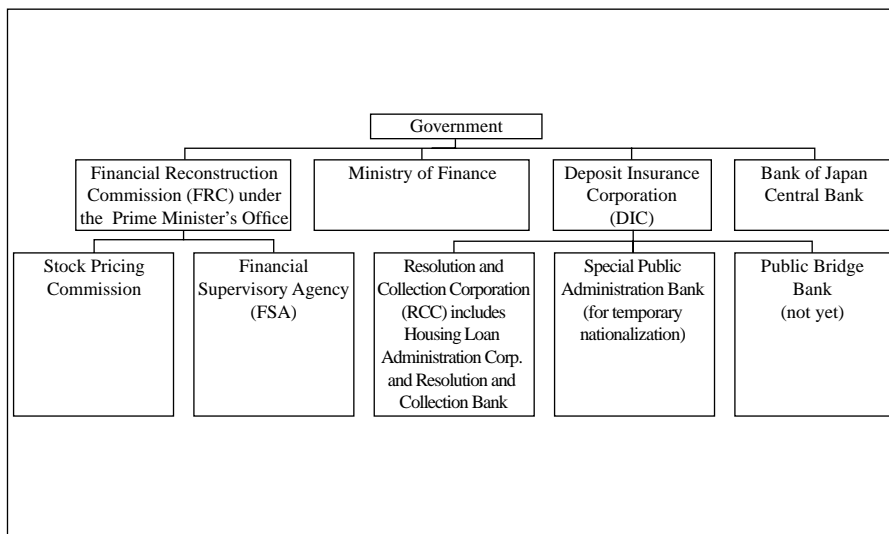 Government
Financial Reconstruction
Commission (FRC) under
the Prime Minister's Office
Ministry of Finance
Deposit Insurance
Corporation
(DIC)
Bank of Japan
Central Bank
Stock Pricing
Commission
Financial
Supervisory Agency
(FSA)
Resolution and
Collection Corporation
(RCC) includes
Housing Loan
Administration Corp.
and Resolution and
Collection Bank
Special Public
Administration Bank
(for temporary
nationalization)
Public Bridge
Bank
(not yet)